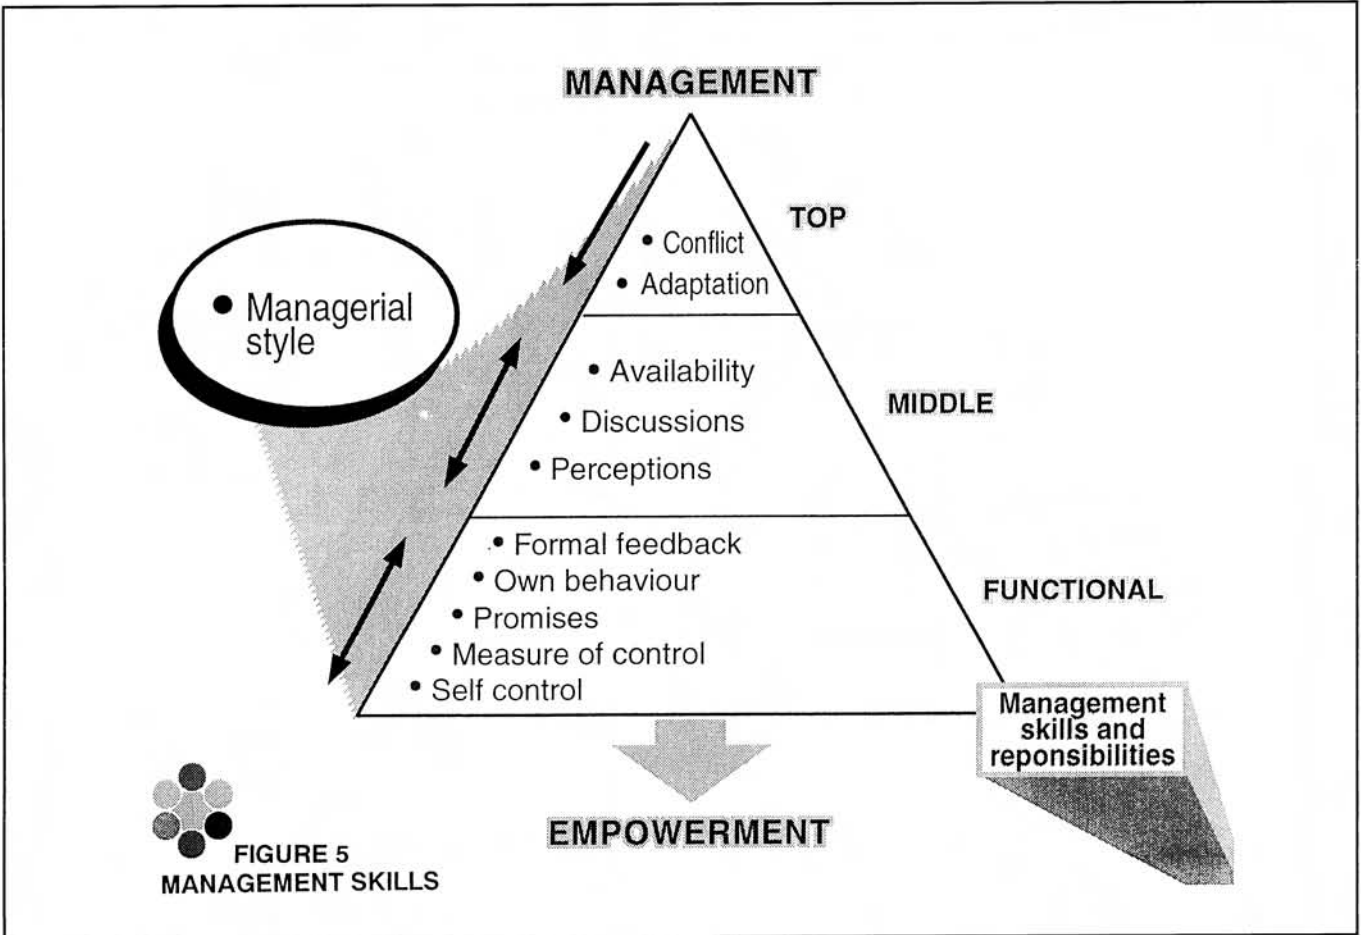 MANAGEMENT
TOP
• Conflict
• Adaptation
• Managerial
style
• Availability
• Discussions
• Perceptions
MIDDLE
• Formal feedback
• Own behaviour
• Promises
• Measure of control
• Self control
FUNCTIONAL
Management
skills and
reponsibilities
EMPOWERMENT
FIGURE 5
MANAGEMENT SKILLS